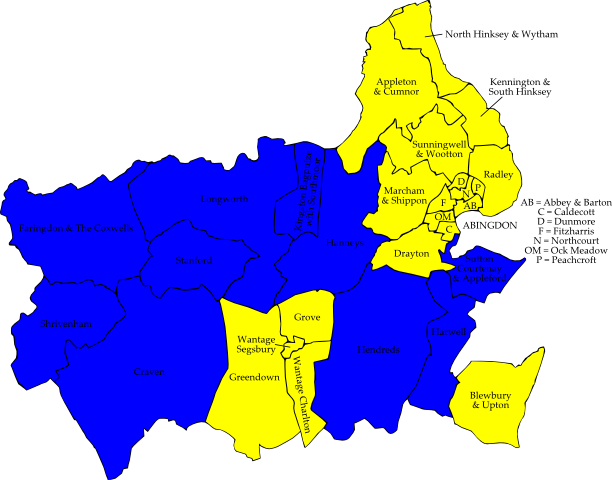 North Hinksey & Wytham
Appleton
& Cumnor
Kennington &
South Hinksey
Sunningwell
& Wootton
Radley
Marcham
& Shippon
D
P
N
F
AB
OM
C
ABINGDON
AB = Abbey & Barton
C = Caldecott
D = Dunmore
F = Fitzharris
N = Northcourt
OM = Ock Meadow
P = Peachcroft
Longworth
Faringdon & The Coxwells
Hanneys
Stanford
Drayton
Sutton
Courtenay
& Appleford
Shrivenham
Grove
Harwell
Wantage
Segsbury
Hendreds
Craven
Greendown
Wantage Charlton
Blewbury
& Upton